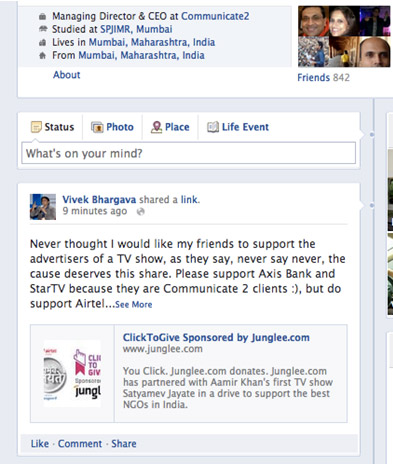 Managing Director & CEO at Communicate2
Studied at SPJIMR, Mumbai
Lives in Mumbai, Maharashtra, India
From Mumbai, Maharashtra, India
About
Friends 842
Status Photo Place Life Event
What's on your mind?
Vivek Bhargava shared a link.
9 minutes ago
Never thought I would like my friends to support the
advertisers of a TV show, as they say, never say never, the
cause deserves this share. Please support Axis Bank and
StarTV because they are Communicate 2 clients :), but do
support Airtel...See More
CLI
TO
GIV
Sponsored
jungl
ClickToGive Sponsored by Junglee.com
www.junglee.com
You Click. Junglee.com donates. Junglee.com
has partnered with Aamir Khan's first TV show
Satyamev Jayate in a drive to support the best
NGOs in India.
Like · Comment · Share